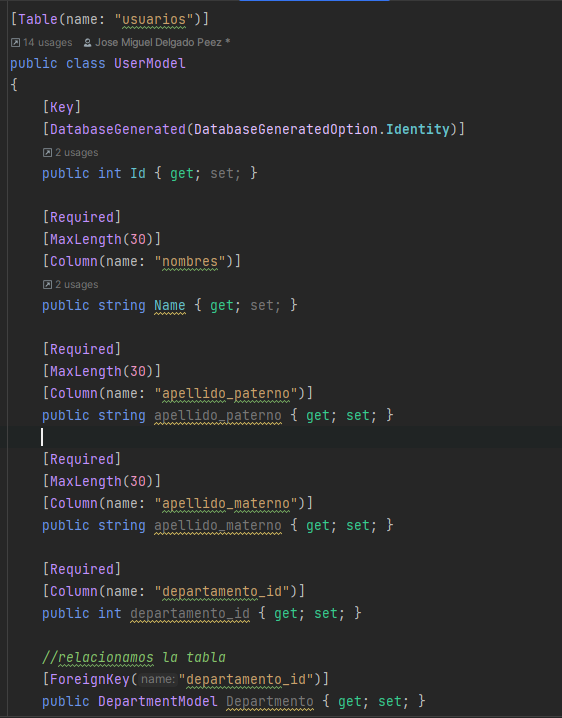 [Table(name: "usuarios")]
14 usages Jose Miguel Delgado Peez *
public class UserModel
{
[Key]
[DatabaseGenerated(DatabaseGeneratedOption.Identity)]
2 usages
public int Id { get; set; }
[Required]
[MaxLength(30)]
[Column(name: "nombres")]
2 usages
public string Name { get; set; }
[Required]
[MaxLength(30)]
[Column(name: "apellido_paterno")]
public string apellido_paterno { get; set; }
[Required]
[MaxLength(30)]
[Column(name: "apellido_materno")]
public string apellido_materno { get; set; }
[Required]
[Column(name: "departamento_id")]
public int departamento_id { get; set; }
//relacionamos la tabla
[ForeignKey(name: "departamento_id")]
public DepartmentModel Departmento { get; set; }